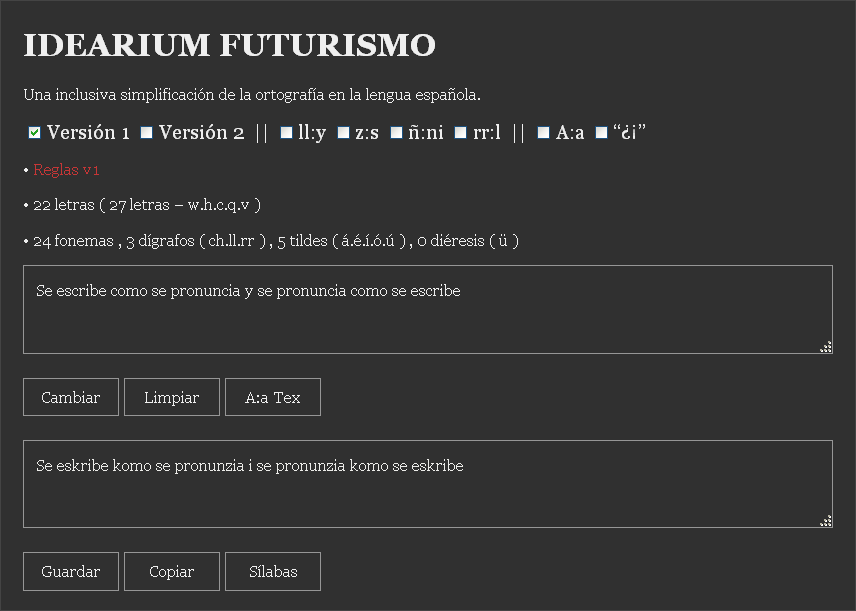 IDEARIUM FUTURISMO
Una inclusiva simplificación de la ortografía en la lengua española.
Versión 1 Versión 2 || ll:y z:s ñ:ni rr:l || A:a “¿¡”
• Reglas v1
• 22 letras ( 27 letras – w.h.c.q.v )
• 24 fonemas , 3 dígrafos ( ch.ll.rr ) , 5 tildes ( á.é.í.ó.ú ) , 0 diéresis ( ü )
Se escribe como se pronuncia y se pronuncia como se escribe
Cambiar Limpiar A:a Tex
Se eskribe komo se pronunzia i se pronunzia komo se eskribe
Guardar Copiar Sílabas